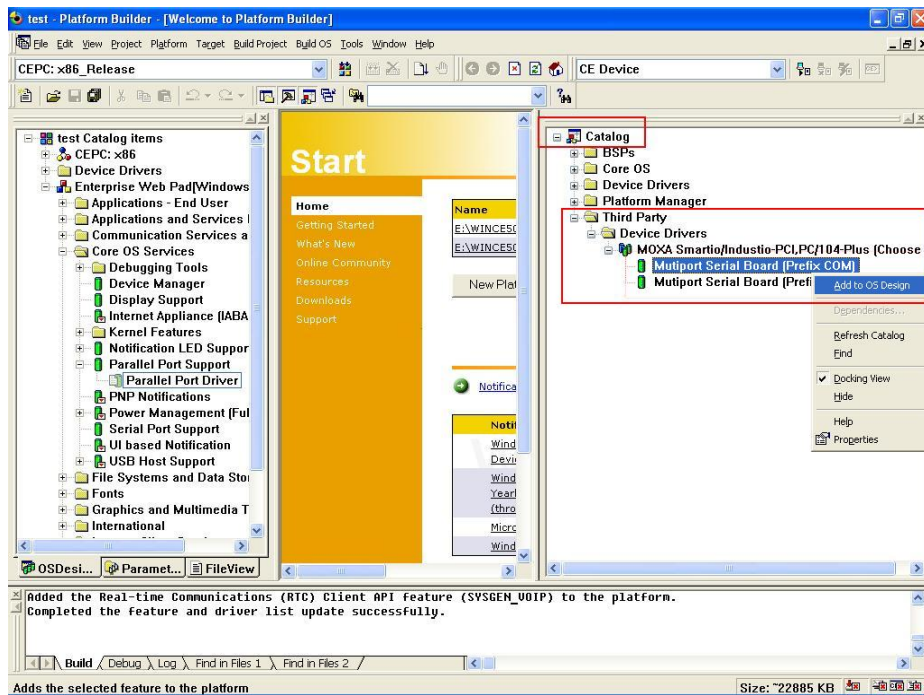 test - Platform Builder - [Welcome to Platform Builder]
File Edit View Project Platform Target Build Project Build OS Tools Window Help
CEPC: x86_Release
CE Device
test Catalog items
CEPC: x86
Device Drivers
Enterprise Web Pad[Windows
Applications - End User
Applications and Services
Communication Services a
Core OS Services
Debugging Tools
Device Manager
Display Support
Internet Appliance (IABA
Kernel Features
Notification LED Suppor
Parallel Port Support
Parallel Port Driver
PNP Notifications
Power Management (Ful
Serial Port Support
UI based Notification
USB Host Support
File Systems and Data Sto
Fonts
Graphics and Multimedia T
International
OSDesi... Paramet... FileView
Start
Home
Getting Started
What's New
Online Community
Resources
Downloads
Support
Name
E:\WINCE50
E:\WINCE50
New Plat
Notifica
Noti
Wind
Devi
Wind
Year
(thro
Micro
Wind
Catalog
BSPs
Core OS
Device Drivers
Platform Manager
Third Party
Device Drivers
MOXA Smartio/Industio-PCI,PC/104-Plus (Choose
Mutiport Serial Board (Prefix COM)
Mutiport Serial Board (Prefi
Add to OS Design
Dependencies...
Refresh Catalog
Find
Docking View
Hide
Help
Properties
Added the Real-time Communications (RTC) Client API feature (SYSGEN_VOIP) to the platform.
Completed the feature and driver list update successfully.
Build Debug Log Find in Files 1 Find in Files 2
Adds the selected feature to the platform
Size: ~22885 KB